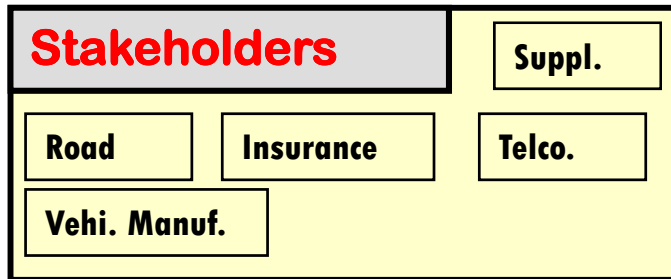 Stakeholders
Suppl.
Road
Insurance
Telco.
Vehi. Manuf.